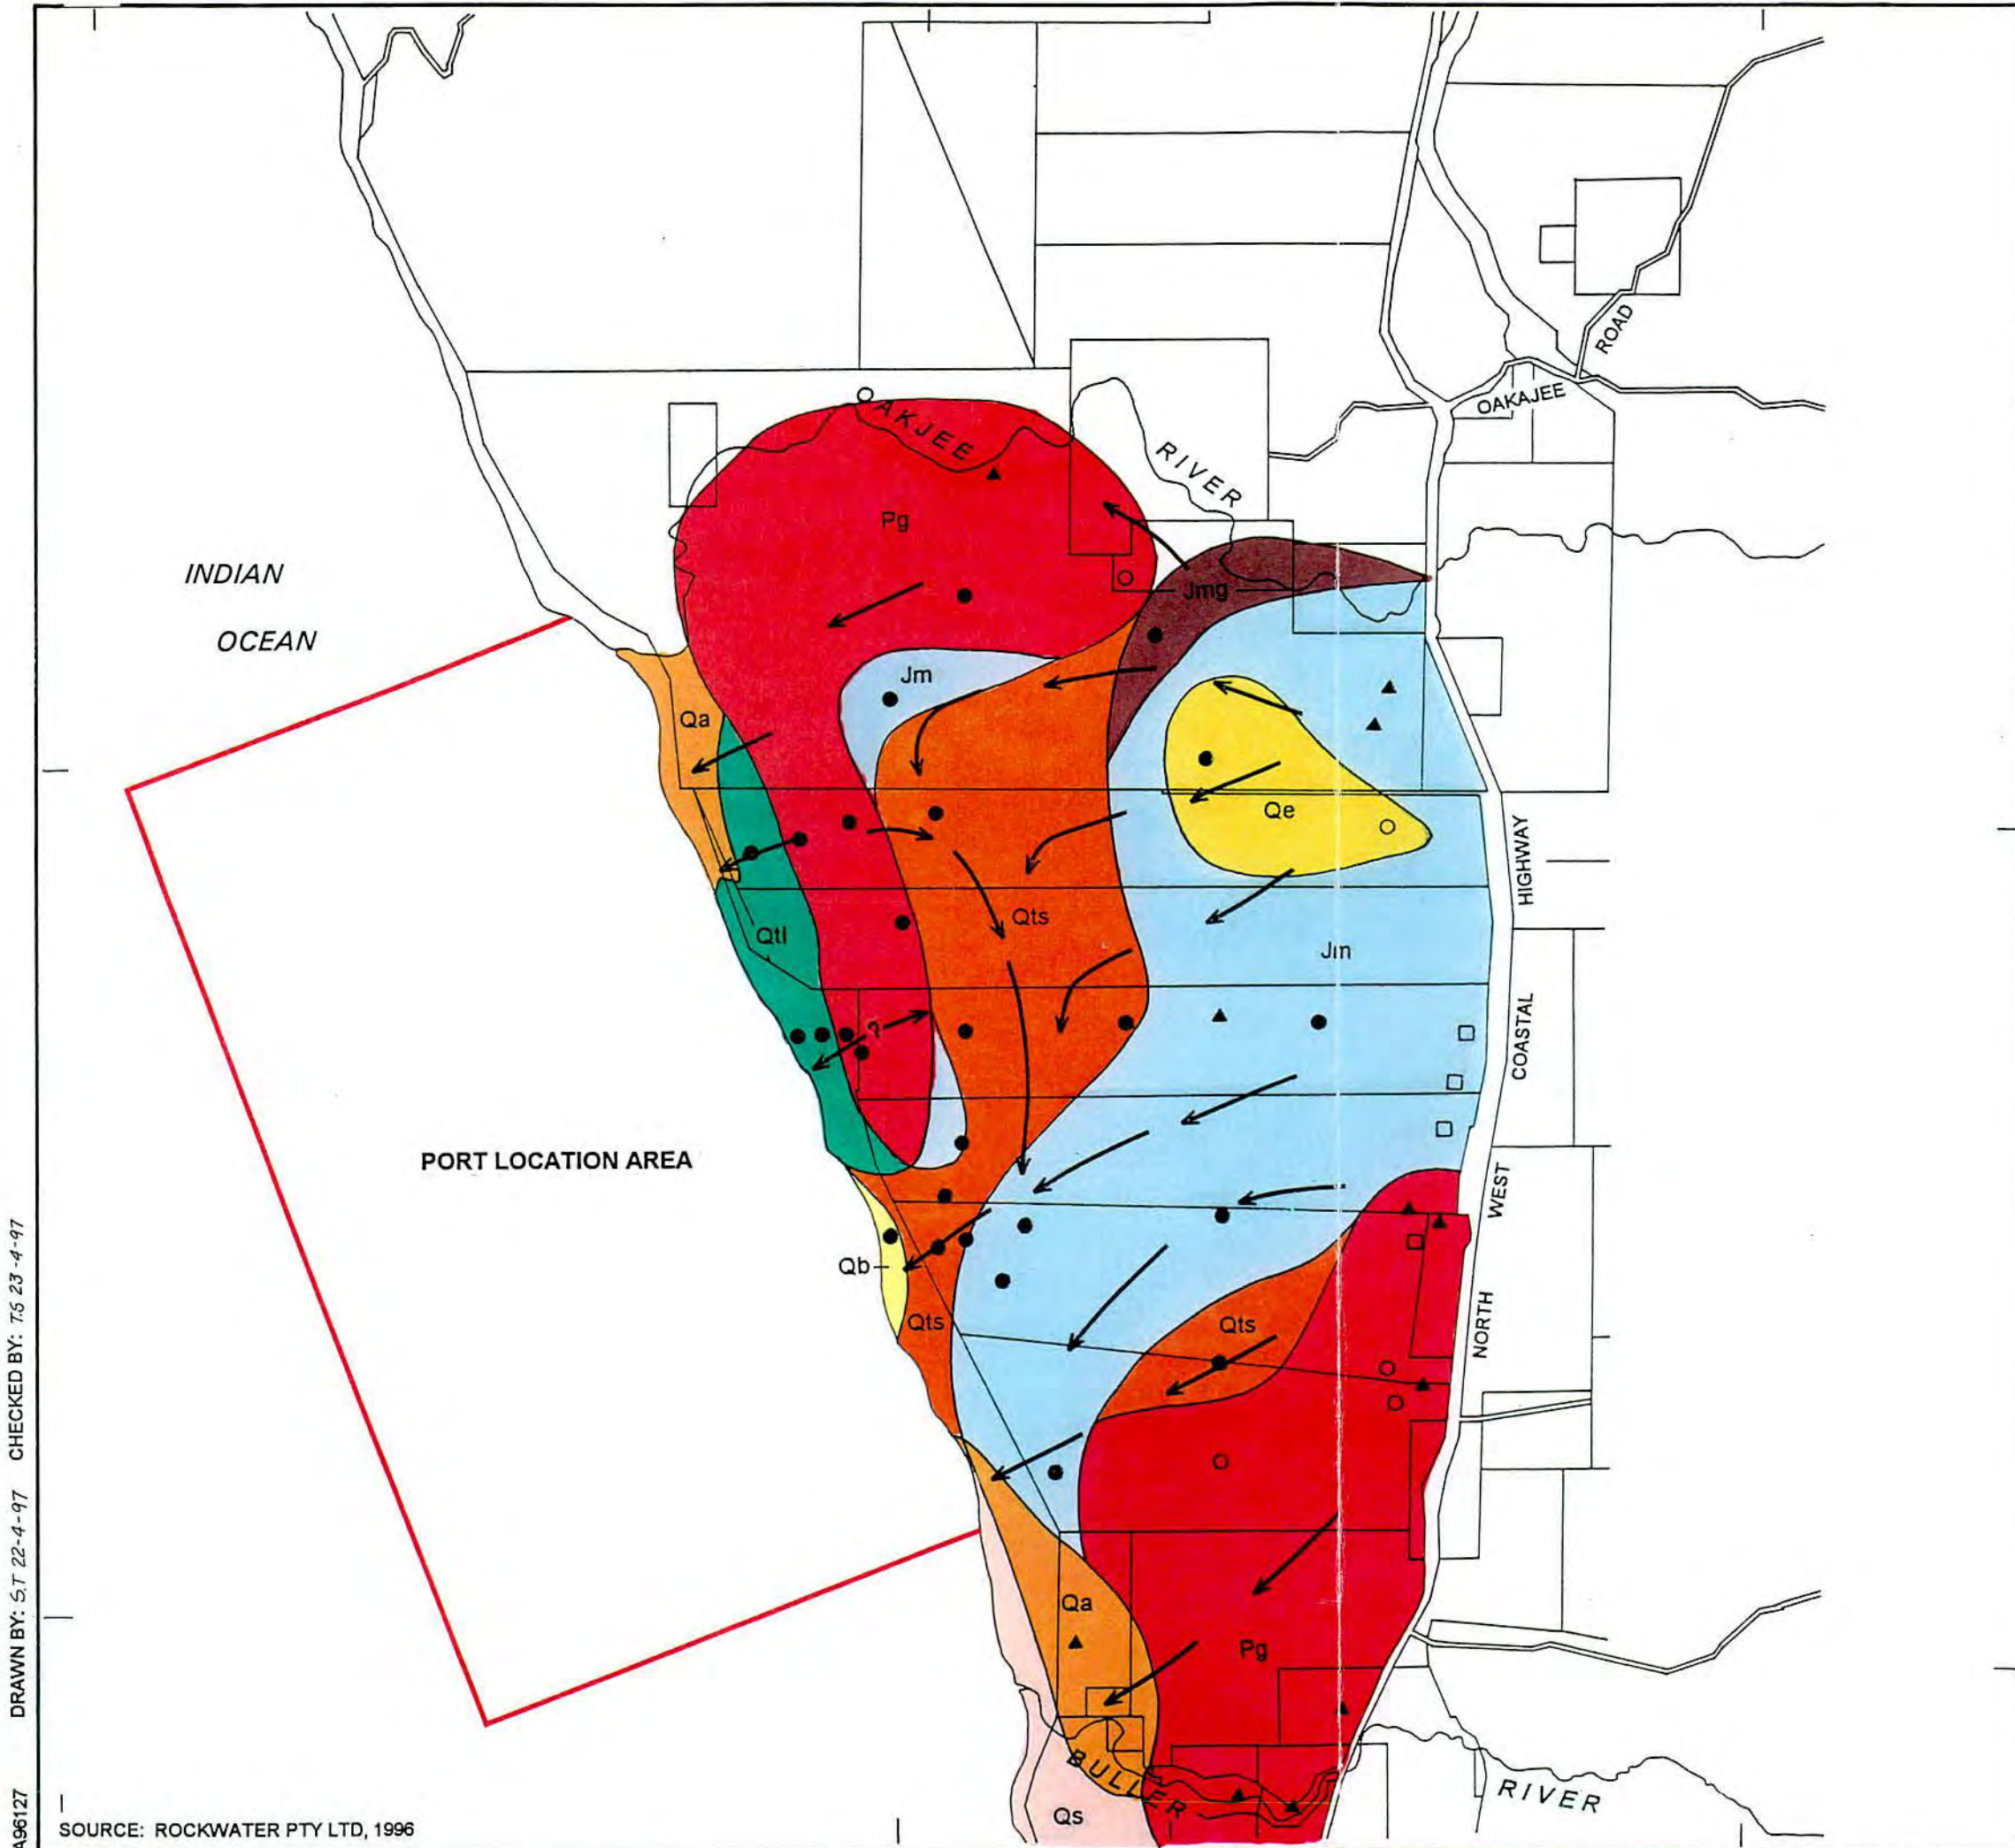 OAKJEE
RIVER
ROAD
OAKAJEE
Pg
INDIAN
OCEAN
Jmg
Jm
Qa
Qe
HIGHWAY
Qts
Qtl
Jm
COASTAL
?
PORT LOCATION AREA
WEST
Qb
Qts
Qts
NORTH
Qa
Pg
BULLER
RIVER
Qs
SOURCE: ROCKWATER PTY LTD, 1996
DRAWN BY: S.T 22-4-97 CHECKED BY: T.S 23-4-97
A96127